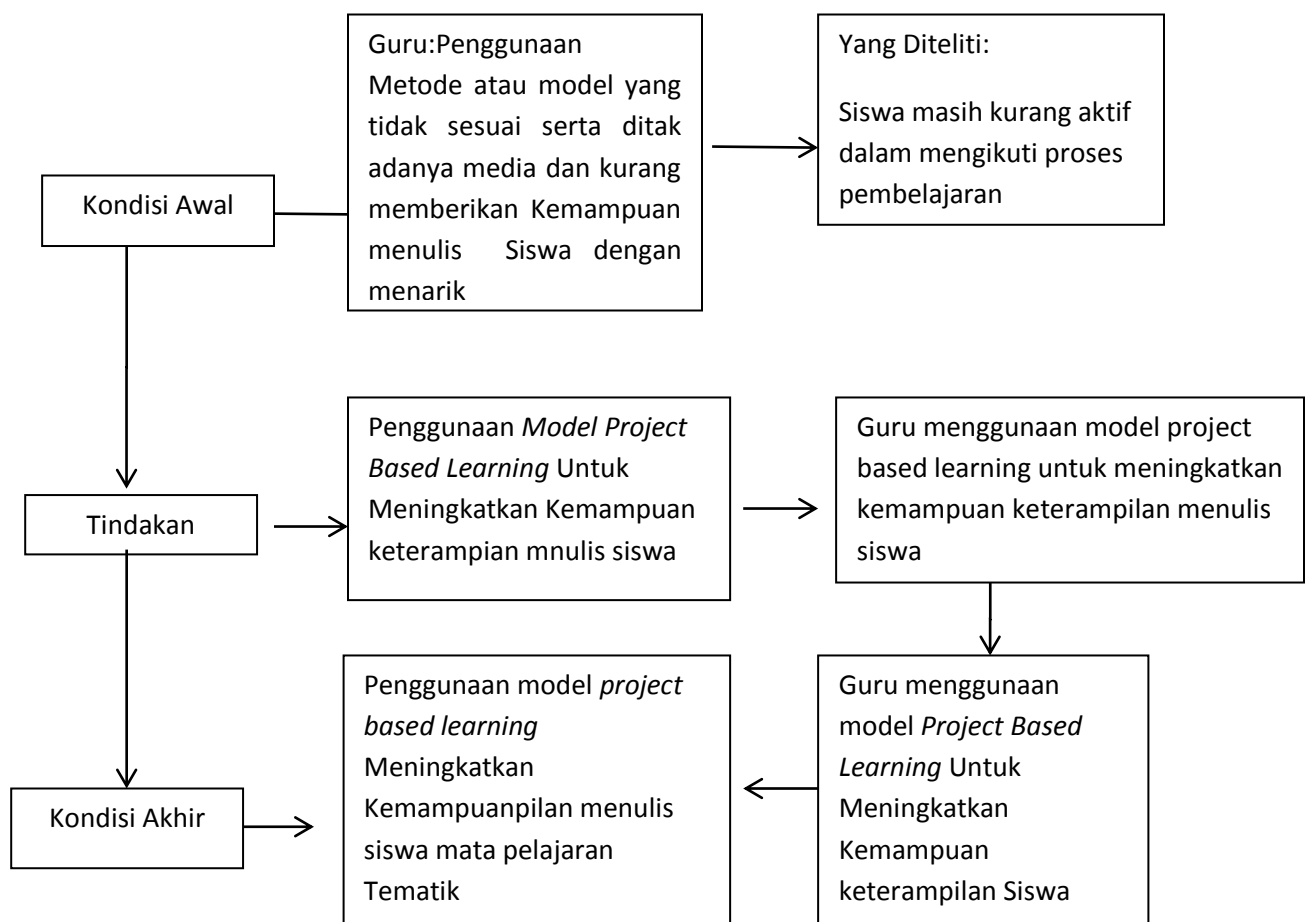 Guru:Penggunaan
Metode atau model yang
tidak sesuai serta ditak
adanya media dan kurang
memberikan Kemampuan
menulis Siswa dengan
menarik
Yang Diteliti:
Siswa masih kurang aktif
dalam mengikuti proses
pembelajaran
Kondisi Awal
Penggunaan Model Project
Based Learning Untuk
Meningkatkan Kemampuan
keterampian mnulis siswa
Guru menggunaan model project
based learning untuk meningkatkan
kemampuan keterampilan menulis
siswa
Tindakan
Penggunaan model project
based learning
Meningkatkan
Kemampuanpilan menulis
siswa mata pelajaran
Tematik
Guru menggunaan
model Project Based
Learning Untuk
Meningkatkan
Kemampuan
keterampilan Siswa
Kondisi Akhir